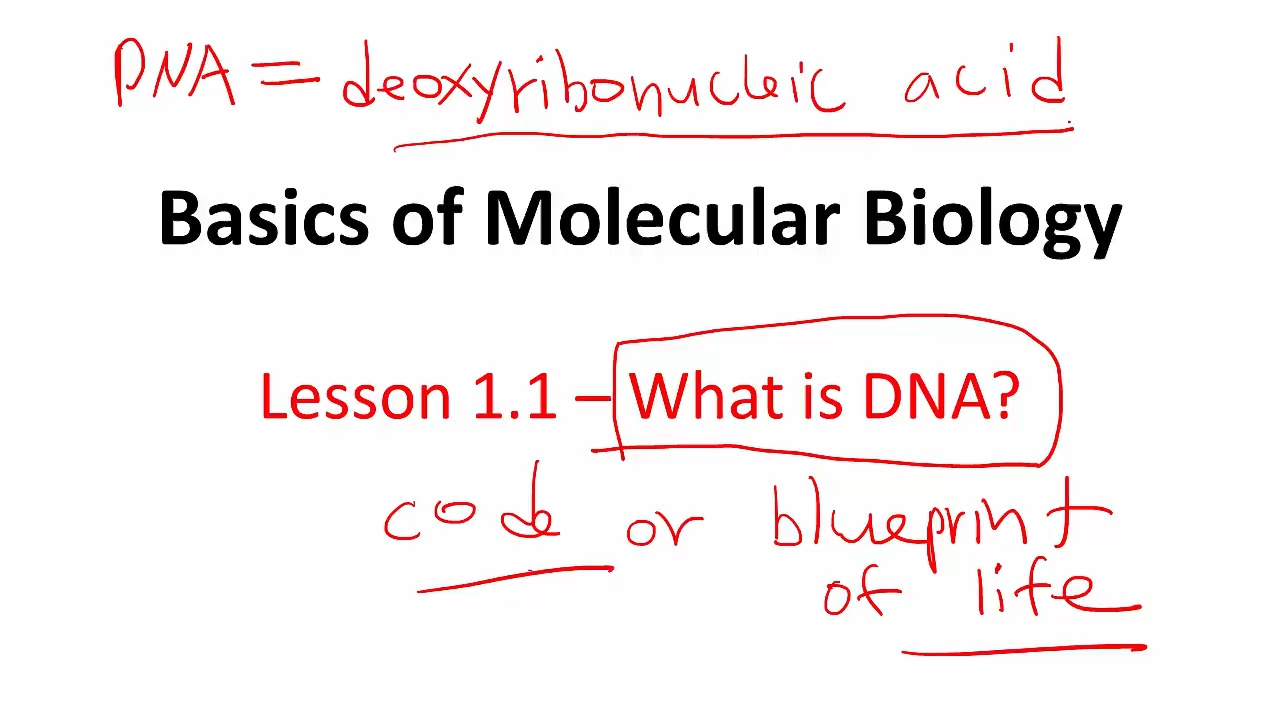 DNA = deoxyribonucleic acid
Basics of Molecular Biology
Lesson 1.1 – What is DNA?
code or blueprint
of life